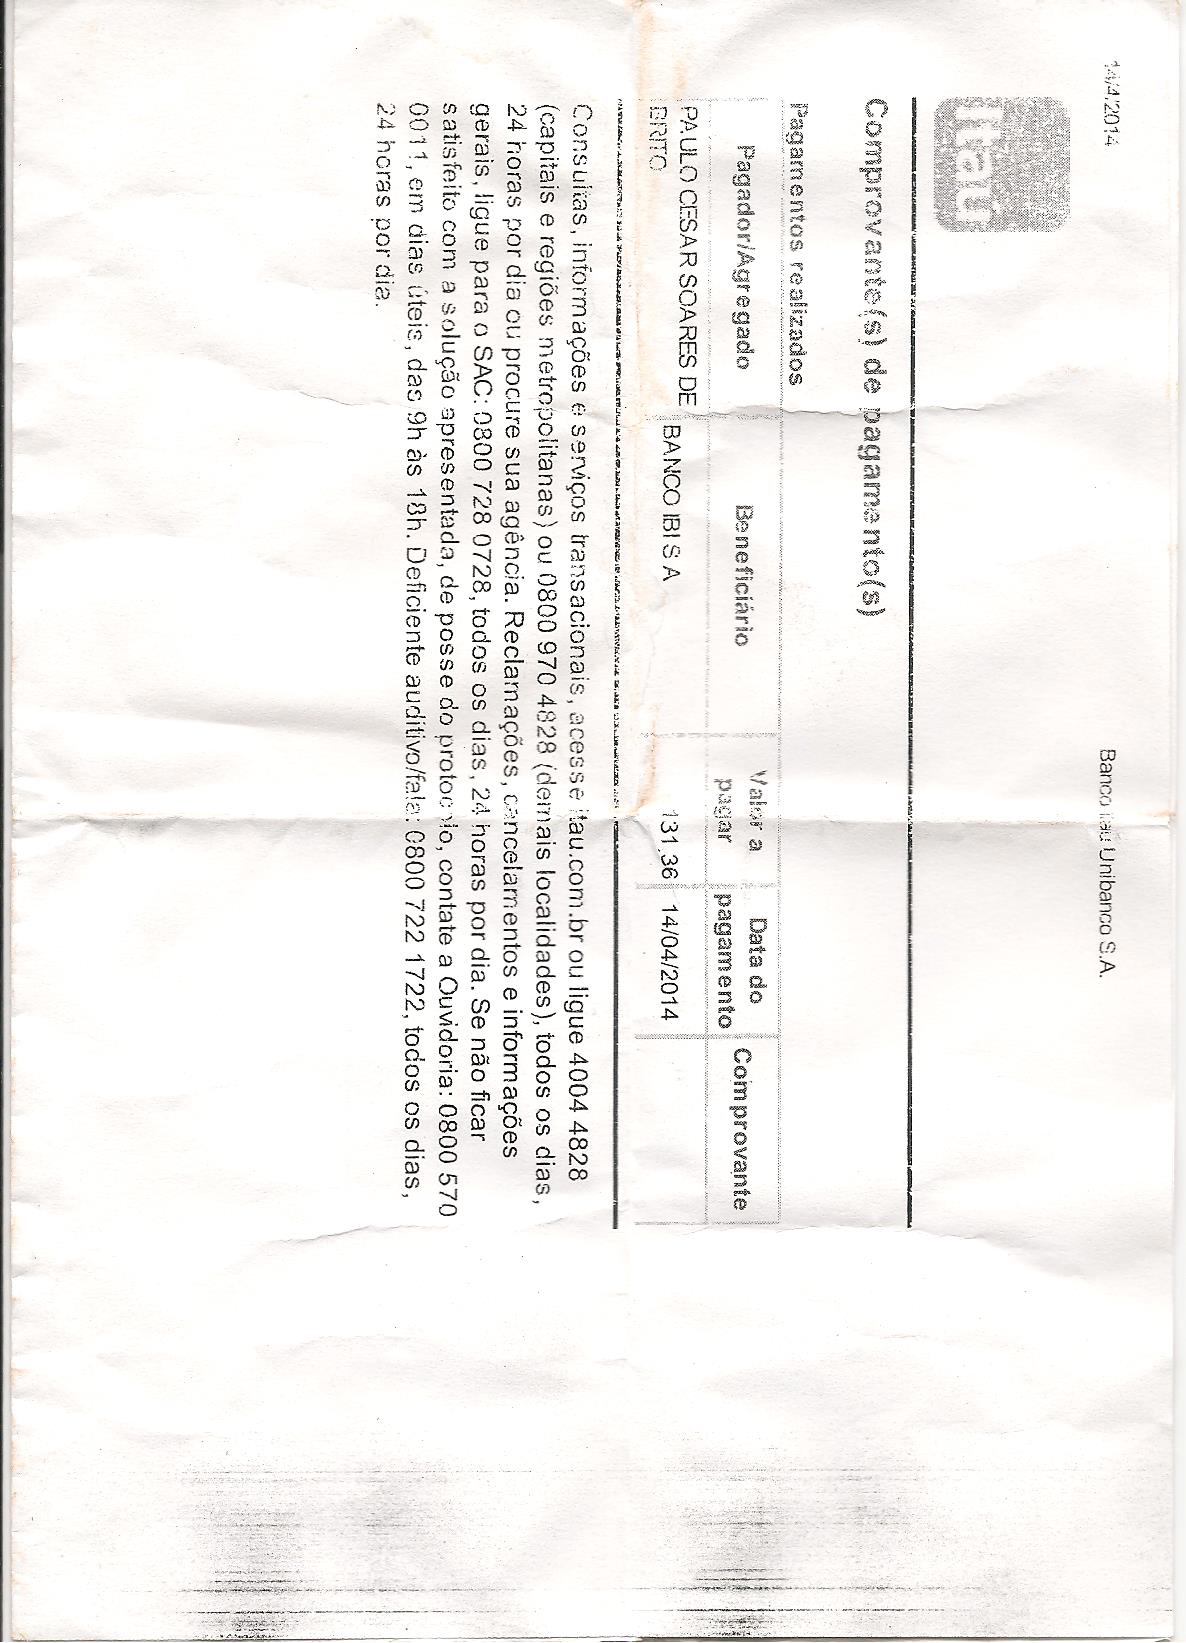 14/4/2014
Banco Itaú Unibanco S.A.
Itaú
Comprovante(s) de pagamento(s)
Pagamentos realizados
Pagador/Agregado Beneficiário Valor a pagar Data do pagamento Comprovante
PAULO CESAR SOARES DE BANCO IBI S A 131,36 14/04/2014
BRITO
Consultas, informações e serviços transacionais, acesse itau.com.br ou ligue 4004 4828
(capitais e regiões metropolitanas) ou 0800 970 4828 (demais localidades), todos os dias,
24 horas por dia ou procure sua agência. Reclamações, cancelamentos e informações
gerais, ligue para o SAC: 0800 728 0728, todos os dias, 24 horas por dia. Se não ficar
satisfeito com a solução apresentada, de posse do protocolo, contate a Ouvidoria: 0800 570
0011, em dias úteis, das 9h às 18h. Deficiente auditivo/fala: 0800 722 1722, todos os dias,
24 horas por dia.